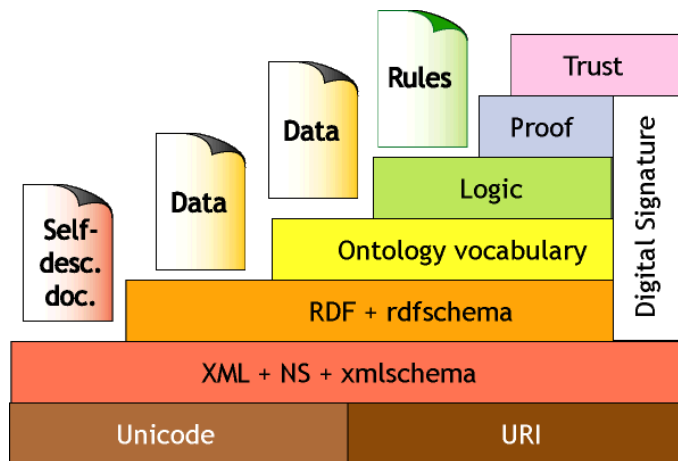 Trust
Rules
Proof
Data
Logic
Digital Signature
Data
Self-
desc.
doc.
Ontology vocabulary
RDF + rdfschema
XML + NS + xmlschema
Unicode
URI